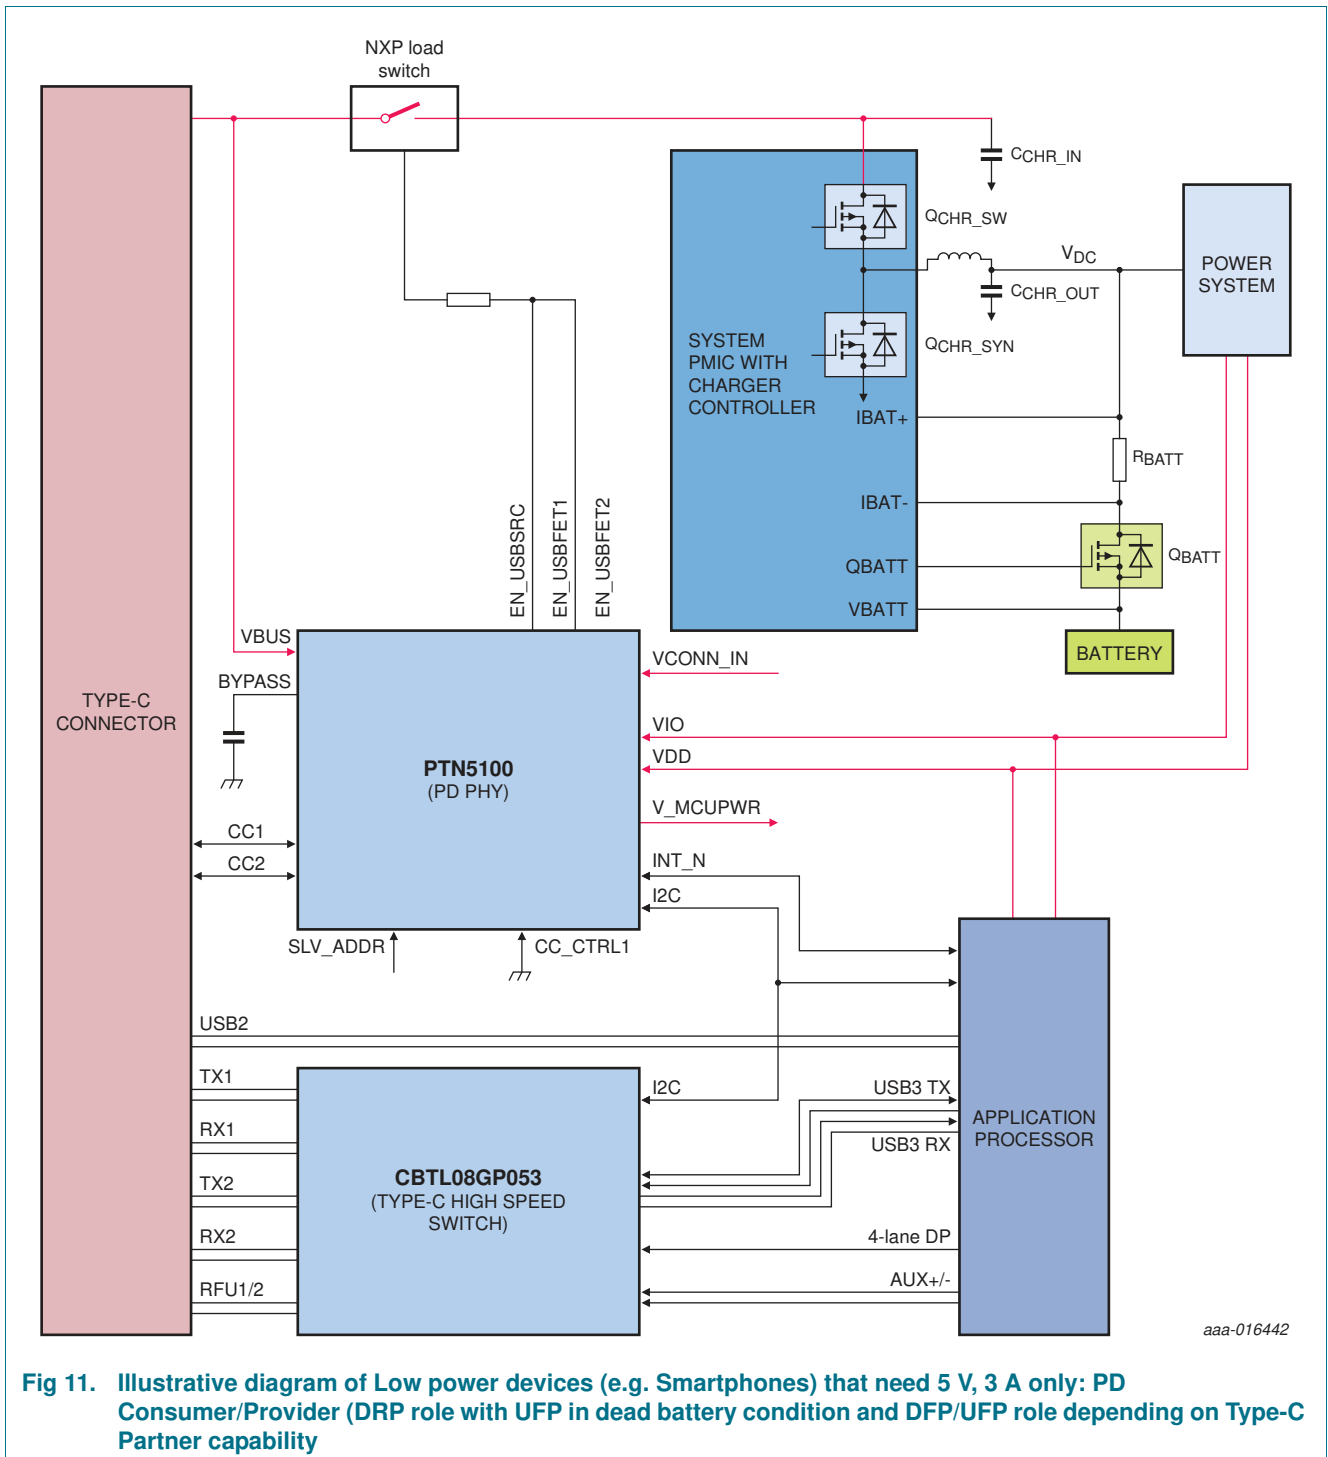 NXP load
switch
CCHR_IN
QCHR_SW
VDC
CCHR_OUT
POWER
SYSTEM
SYSTEM
PMIC WITH
CHARGER
CONTROLLER
QCHR_SYN
IBAT+
RBATT
IBAT-
QBATT
QBATT
VBATT
BATTERY
EN_USBSRC
EN_USBFET1
EN_USBFET2
TYPE-C
CONNECTOR
VBUS
BYPASS
PTN5100
(PD PHY)
VCONN_IN
VIO
VDD
V_MCUPWR
CC1
CC2
INT_N
I2C
SLV_ADDR
CC_CTRL1
USB2
TX1
RX1
TX2
RX2
RFU1/2
CBTL08GP053
(TYPE-C HIGH SPEED
SWITCH)
I2C
USB3 TX
USB3 RX
4-lane DP
AUX+/-
APPLICATION
PROCESSOR
aaa-016442
Fig 11. Illustrative diagram of Low power devices (e.g. Smartphones) that need 5 V, 3 A only: PD
Consumer/Provider (DRP role with UFP in dead battery condition and DFP/UFP role depending on Type-C
Partner capability